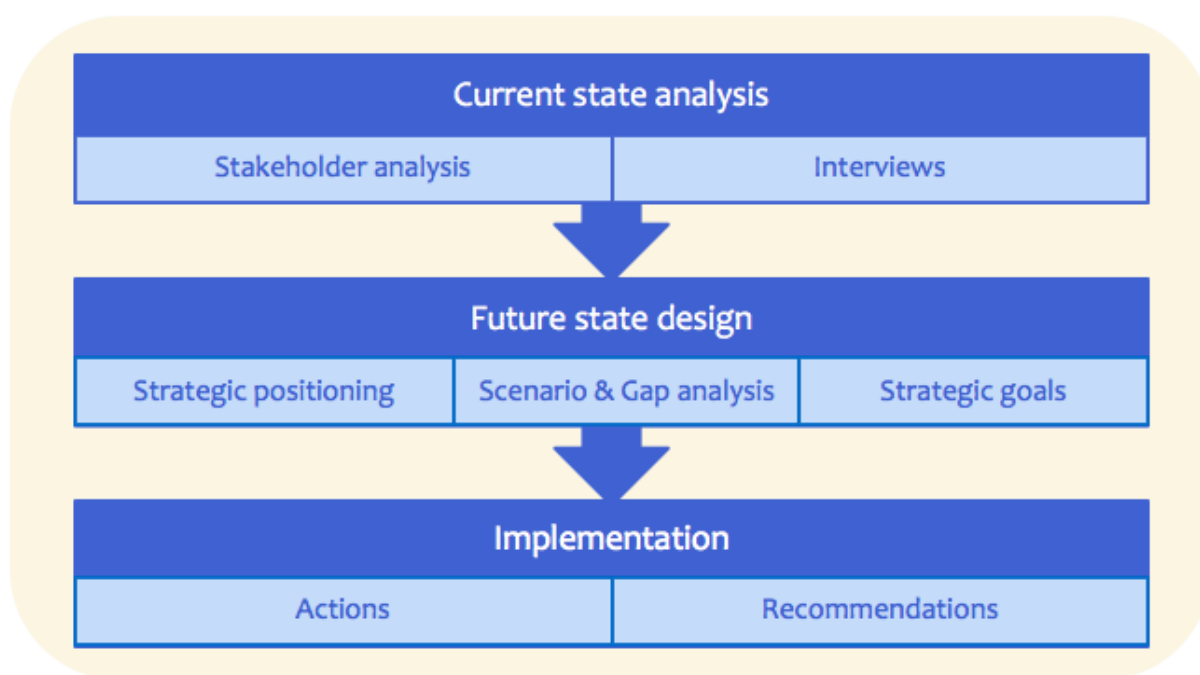 Current state analysis
Stakeholder analysis
Interviews
Future state design
Strategic positioning
Scenario & Gap analysis
Strategic goals
Implementation
Actions
Recommendations